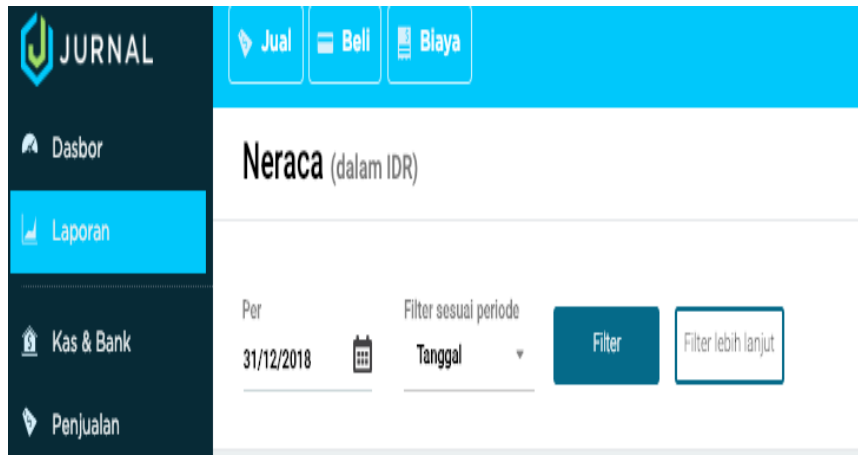 JURNAL
Jual Beli Biaya
Dasbor
Laporan
Kas & Bank
Penjualan
Neraca (dalam IDR)
Per
31/12/2018
Filter sesuai periode
Tanggal
Filter
Filter lebih lanjut